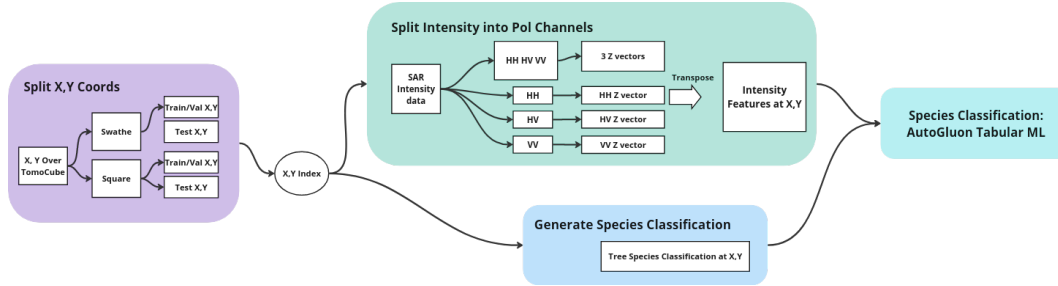 Split X,Y Coords
X, Y Over
TomoCube
Swathe
Square
Train/Val X,Y
Test X,Y
Train/Val X,Y
Test X,Y
X,Y Index
Split Intensity into Pol Channels
SAR
Intensity
data
HH HV VV
HH
HV
VV
3 Z vectors
HH Z vector
HV Z vector
VV Z vector
Transpose
Intensity
Features at X,Y
Generate Species Classification
Tree Species Classification at X,Y
Species Classification:
AutoGluon Tabular ML